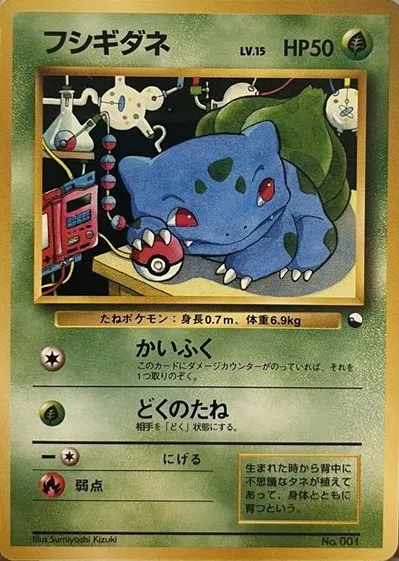 フシギダネ LV.15 HP50
たねポケモン：身長0.7m、体重6.9kg
かいふく
このカードにダメージカウンターがのっていれば、それを
1つ取りのぞく。
どくのたね
相手を「どく」状態にする。
ー にげる
弱点
生まれた時から背中に
不思議なタネが植えて
あって、身体とともに
育つという。
Illus.Sumiyoshi Kizuki No. 001